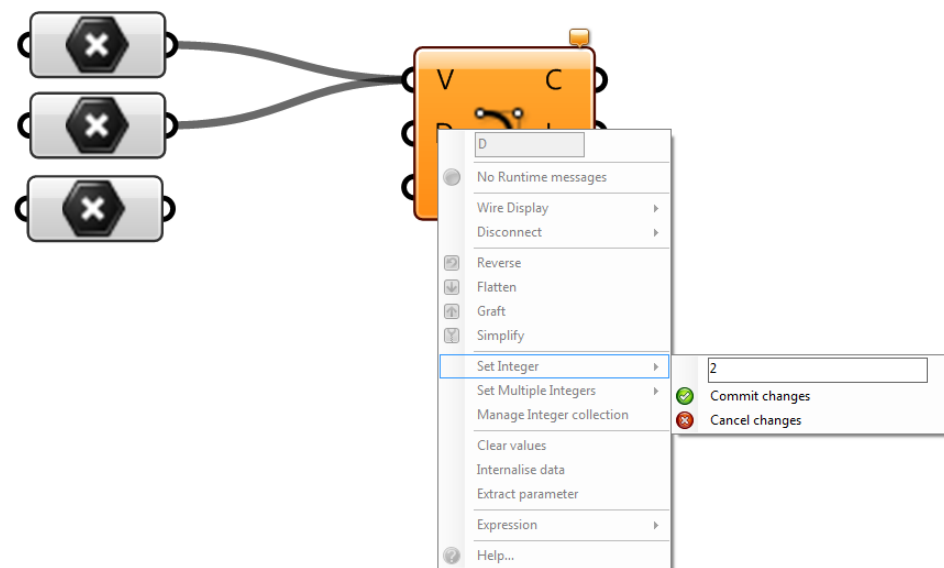 V C
D
No Runtime messages
Wire Display
Disconnect
Reverse
Flatten
Graft
Simplify
Set Integer
2
Set Multiple Integers
Commit changes
Manage Integer collection
Cancel changes
Clear values
Internalise data
Extract parameter
Expression
Help...